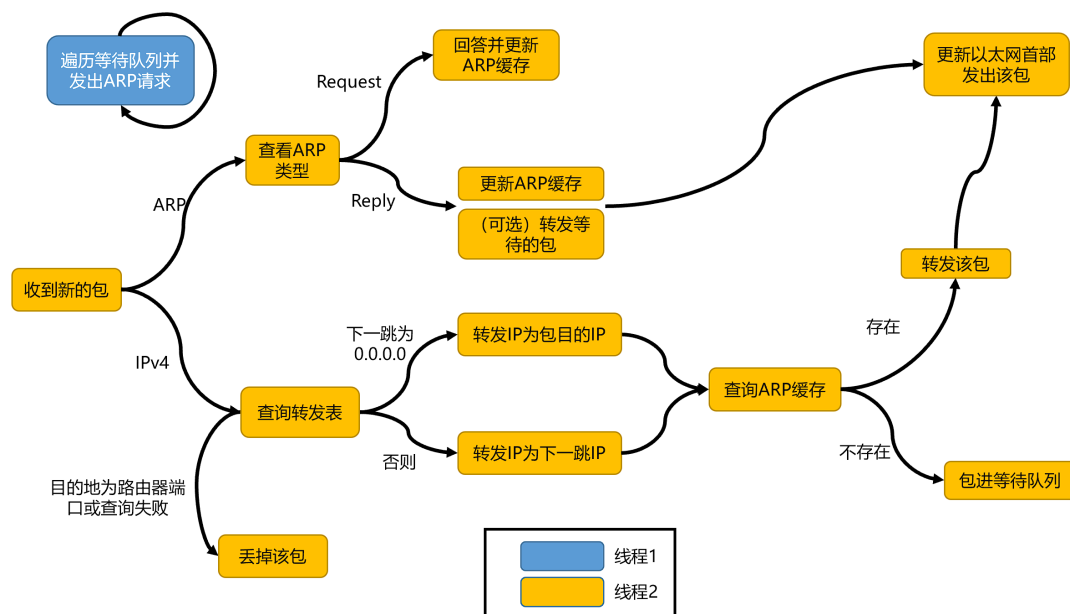 遍历等待队列并
发出ARP请求
回答并更新
ARP缓存
更新以太网首部
发出该包
Request
查看ARP
类型
更新ARP缓存
Reply
（可选）转发等
待的包
ARP
转发该包
收到新的包
下一跳为
0.0.0.0
转发IP为包目的IP
存在
IPv4
查询ARP缓存
查询转发表
否则
转发IP为下一跳IP
不存在
包进等待队列
目的地为路由器端
口或查询失败
丢掉该包
线程1
线程2